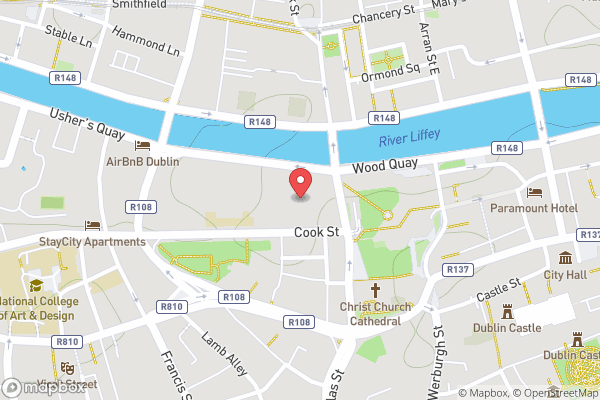 Smithfield
Chancery St
Mary's
Stable Ln
Hammond Ln
Arran St E
Ormond Sq
R148
R148
R148
R148
Usher's Quay
River Liffey
R148
AirBnB Dublin
Wood Quay
R108
Paramount Hotel
StayCity Apartments
Cook St
R137
R137
City Hall
National College
of Art & Design
R810
R108
Castle St
Christ Church
Cathedral
R108
Dublin Castle
R810
Lamb Alley
Werburgh St
Francis S
Dublin Castle
Vicar Street
mapbox
© Mapbox, © OpenStreetMap